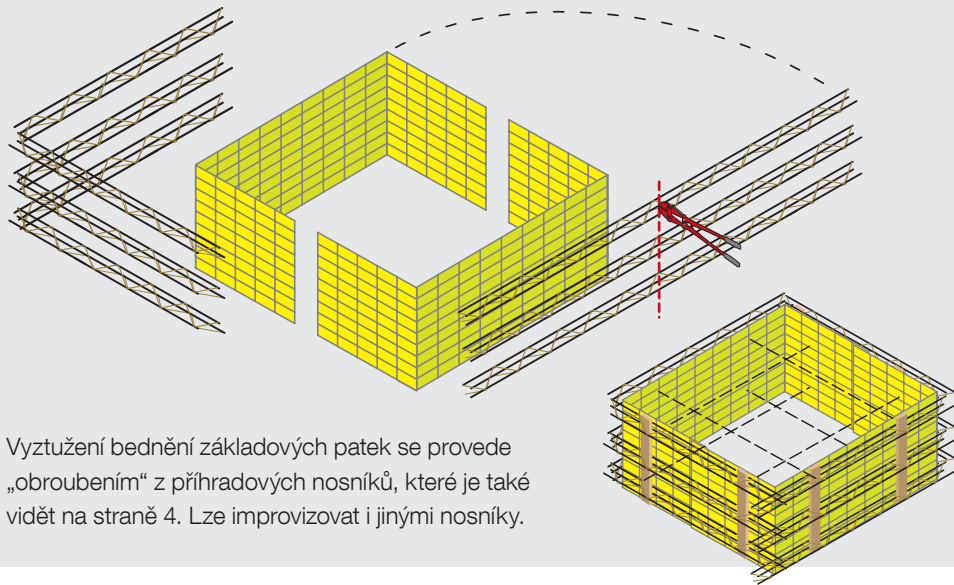 Vyztužení bednění základových patek se provede
„obroubením“ z příhradových nosníků, které je také
vidět na straně 4. Lze improvizovat i jinými nosníky.